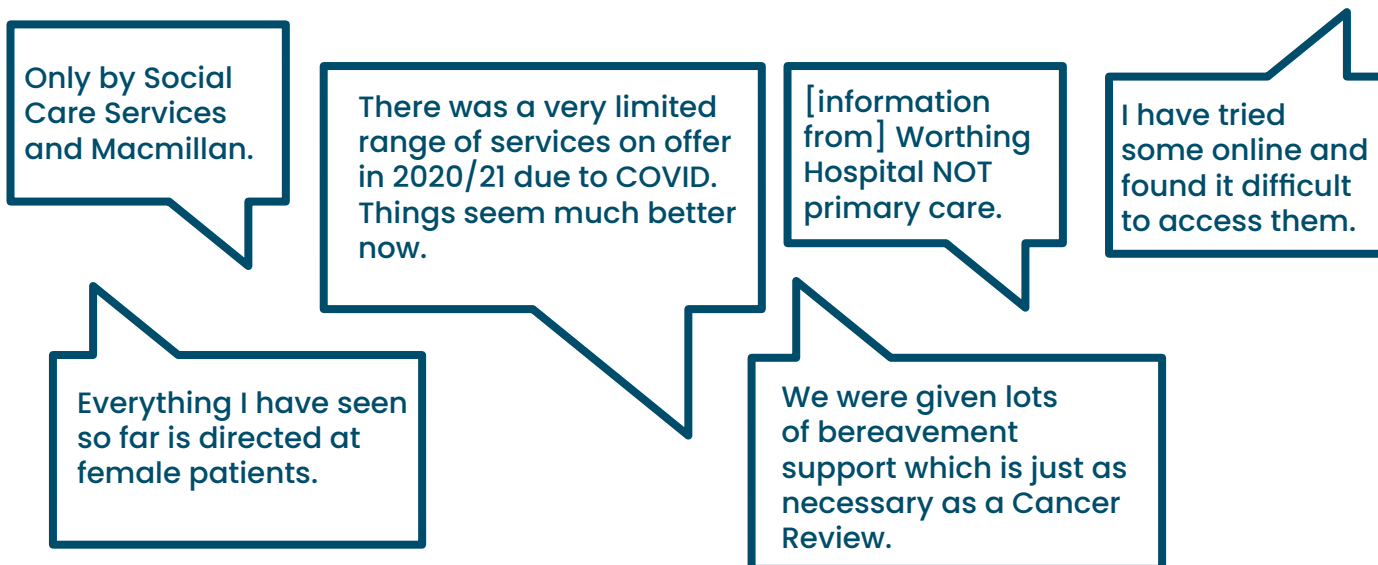 Only by Social
Care Services
and Macmillan.
There was a very limited
range of services on offer
in 2020/21 due to COVID.
Things seem much better
now.
[information
from] Worthing
Hospital NOT
primary care.
I have tried
some online and
found it difficult
to access them.
Everything I have seen
so far is directed at
female patients.
We were given lots
of bereavement
support which is just as
necessary as a Cancer
Review.